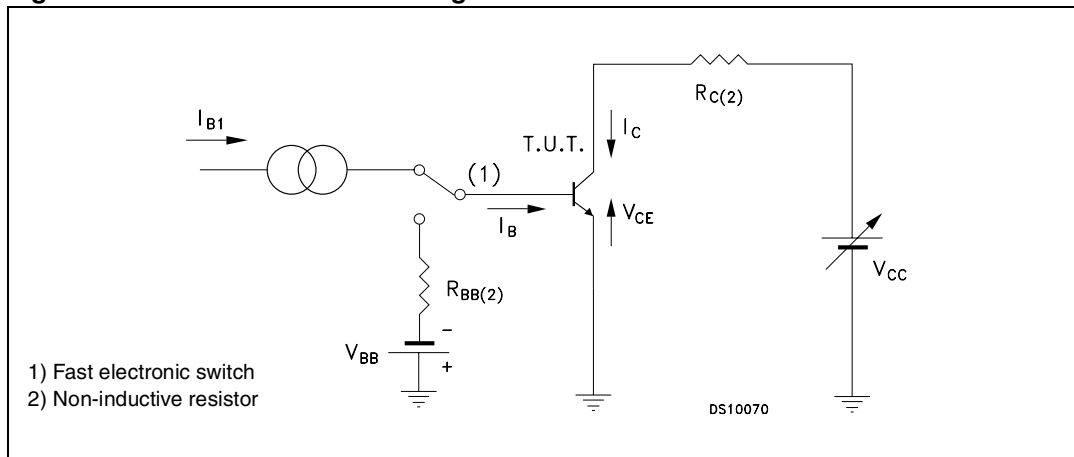 R_C(2)
I_B1
I_C
T.U.T.
(1)
V_CE
I_B
V_CC
R_BB(2)
−
V_BB
+
1) Fast electronic switch
2) Non-inductive resistor
DS10070